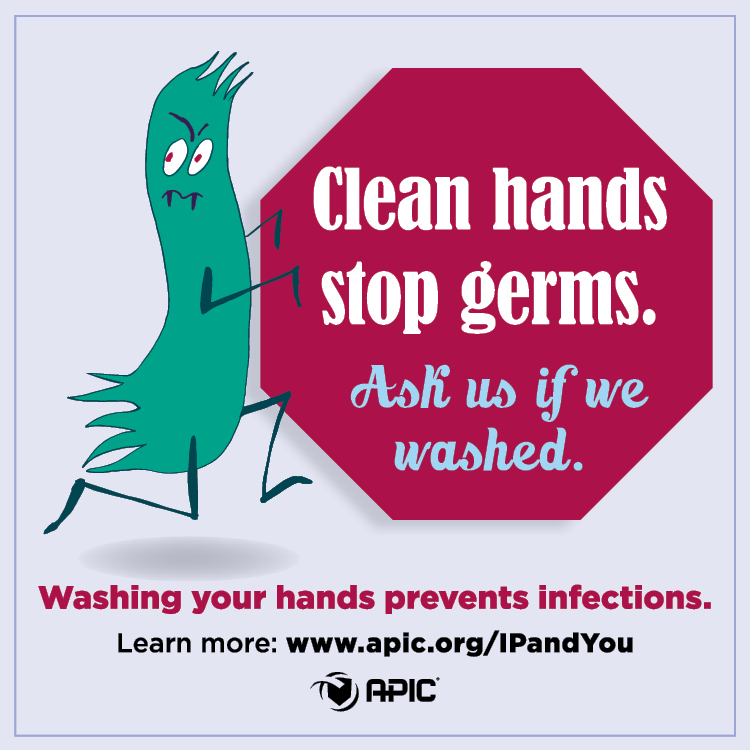 Clean hands
stop germs.
Ask us if we
washed.
Washing your hands prevents infections.
Learn more: www.apic.org/IPandYou
APIC®